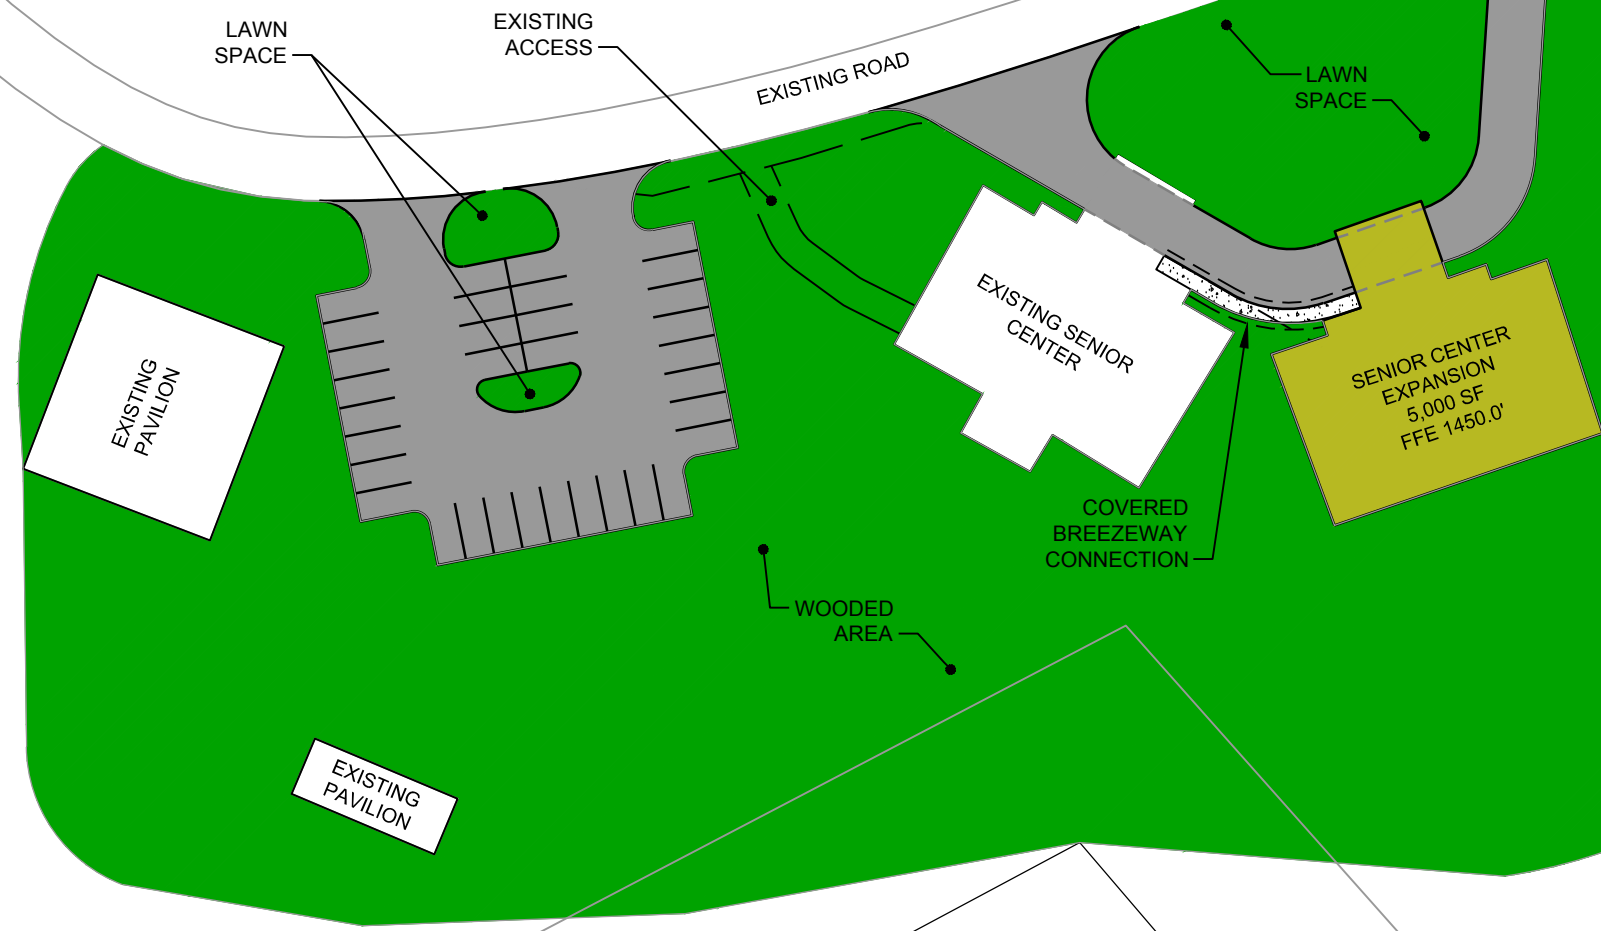 LAWN
SPACE
EXISTING
ACCESS
EXISTING ROAD
LAWN
SPACE
EXISTING
PAVILION
EXISTING SENIOR
CENTER
SENIOR CENTER
EXPANSION
5,000 SF
FFE 1450.0'
COVERED
BREEZEWAY
CONNECTION
WOODED
AREA
EXISTING
PAVILION